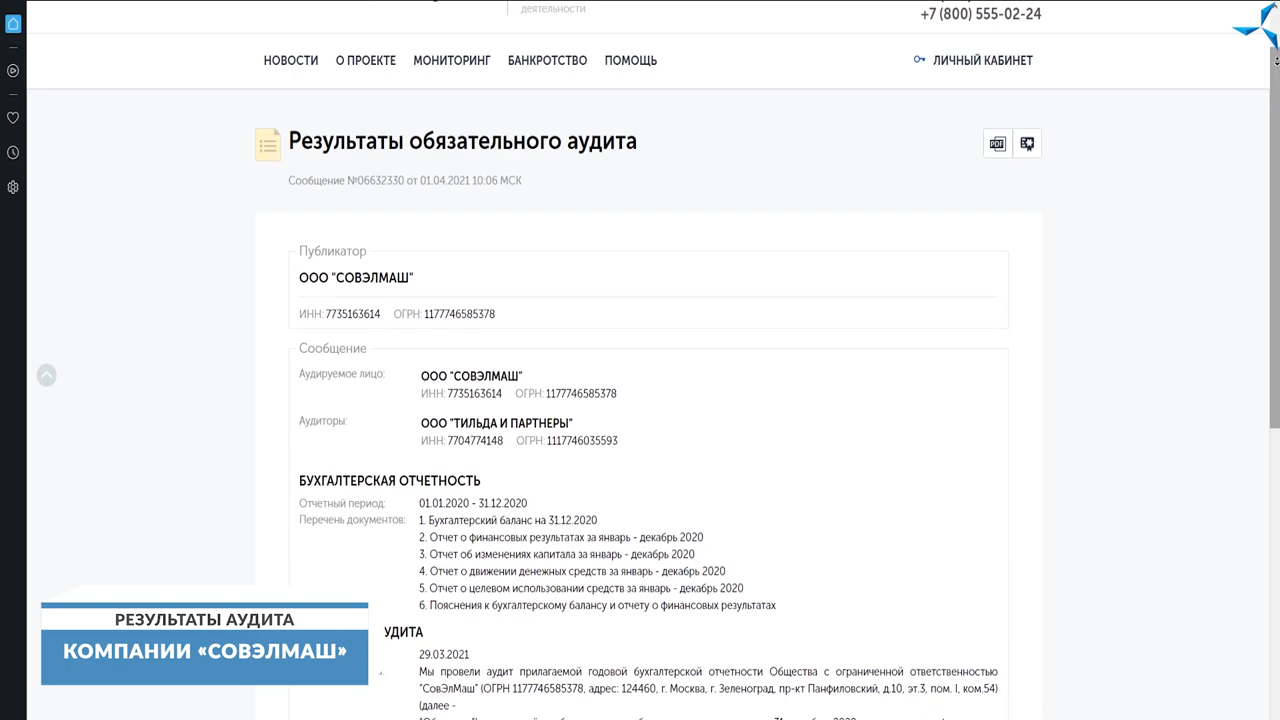 деятельности
+7 (800) 555-02-24
НОВОСТИ О ПРОЕКТЕ МОНИТОРИНГ БАНКРОТСТВО ПОМОЩЬ ЛИЧНЫЙ КАБИНЕТ
Результаты обязательного аудита
PDF
Сообщение №06632330 от 01.04.2021 10:06 МСК
Публикатор
ООО "СОВЭЛМАШ"
ИНН: 7735163614 ОГРН: 1177746585378
Сообщение
Аудируемое лицо: ООО "СОВЭЛМАШ"
ИНН: 7735163614 ОГРН: 1177746585378
Аудиторы: ООО "ТИЛЬДА И ПАРТНЕРЫ"
ИНН: 7704774148 ОГРН: 1117746035593
БУХГАЛТЕРСКАЯ ОТЧЕТНОСТЬ
Отчетный период: 01.01.2020 - 31.12.2020
Перечень документов: 1. Бухгалтерский баланс на 31.12.2020
2. Отчет о финансовых результатах за январь - декабрь 2020
3. Отчет об изменениях капитала за январь - декабрь 2020
4. Отчет о движении денежных средств за январь - декабрь 2020
5. Отчет о целевом использовании средств за январь - декабрь 2020
6. Пояснения к бухгалтерскому балансу и отчету о финансовых результатах
УДИТА
29.03.2021
Мы провели аудит прилагаемой годовой бухгалтерской отчетности Общества с ограниченной ответственностью
"СовЭлМаш" (ОГРН 1177746585378, адрес: 124460, г. Москва, г. Зеленоград, пр-кт Панфиловский, д.10, эт.3, пом. I, ком.54)
(далее -
РЕЗУЛЬТАТЫ АУДИТА
КОМПАНИИ «СОВЭЛМАШ»